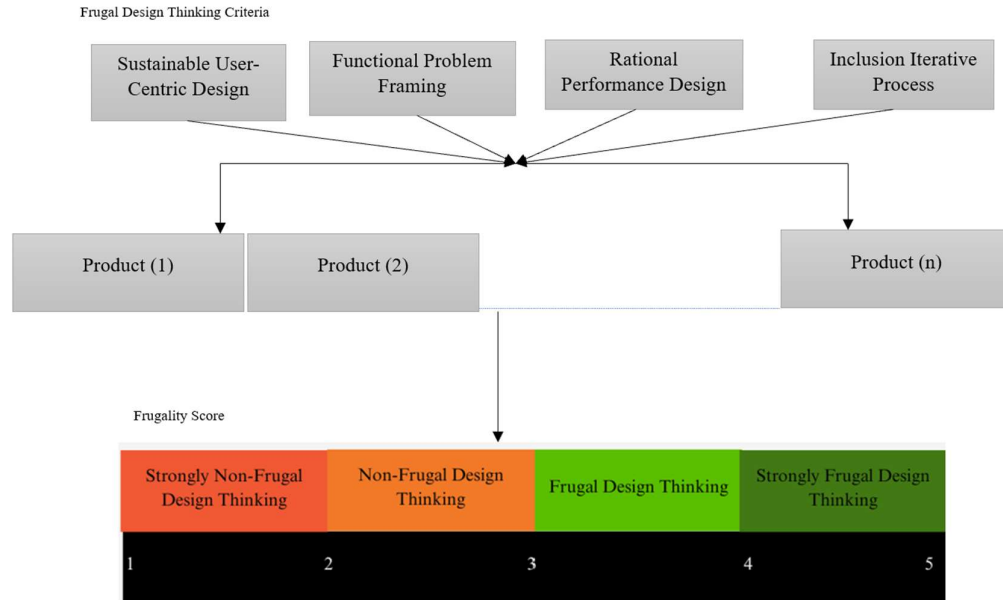 Frugal Design Thinking Criteria
Sustainable User-
Centric Design
Functional Problem
Framing
Rational
Performance Design
Inclusion Iterative
Process
Product (1)
Product (2)
Product (n)
Frugality Score
Strongly Non-Frugal
Design Thinking
Non-Frugal Design
Thinking
Frugal Design Thinking
Strongly Frugal Design
Thinking
1
2
3
4
5